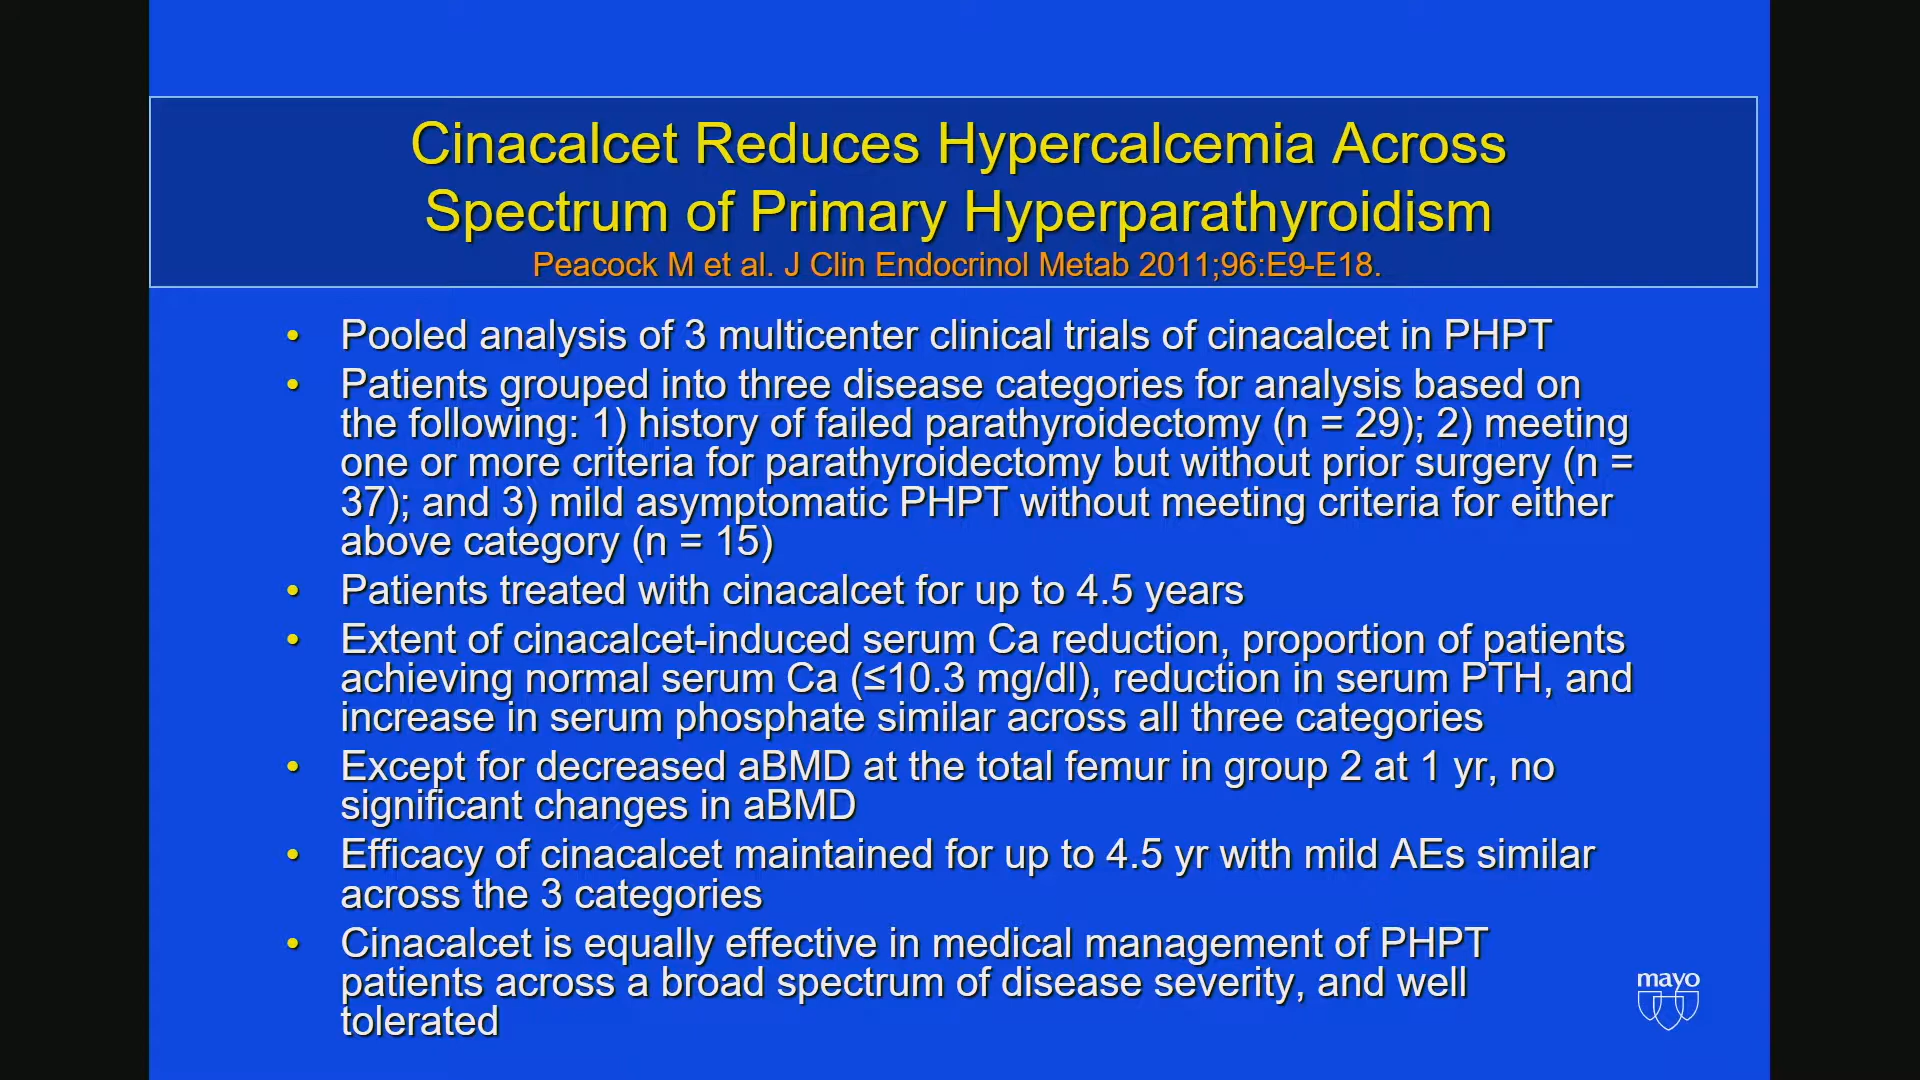 Cinacalcet Reduces Hypercalcemia Across
Spectrum of Primary Hyperparathyroidism
Peacock M et al. J Clin Endocrinol Metab 2011;96:E9-E18.
• Pooled analysis of 3 multicenter clinical trials of cinacalcet in PHPT
• Patients grouped into three disease categories for analysis based on
the following: 1) history of failed parathyroidectomy (n = 29); 2) meeting
one or more criteria for parathyroidectomy but without prior surgery (n =
37); and 3) mild asymptomatic PHPT without meeting criteria for either
above category (n = 15)
• Patients treated with cinacalcet for up to 4.5 years
• Extent of cinacalcet-induced serum Ca reduction, proportion of patients
achieving normal serum Ca (≤10.3 mg/dl), reduction in serum PTH, and
increase in serum phosphate similar across all three categories
• Except for decreased aBMD at the total femur in group 2 at 1 yr, no
significant changes in aBMD
• Efficacy of cinacalcet maintained for up to 4.5 yr with mild AEs similar
across the 3 categories
• Cinacalcet is equally effective in medical management of PHPT
patients across a broad spectrum of disease severity, and well
tolerated
mayo